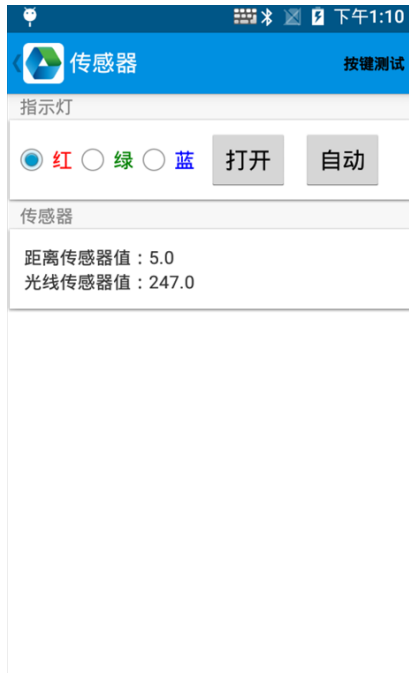 下午1:10
传感器 按键测试
指示灯
红 绿 蓝 打开 自动
传感器
距离传感器值：5.0
光线传感器值：247.0